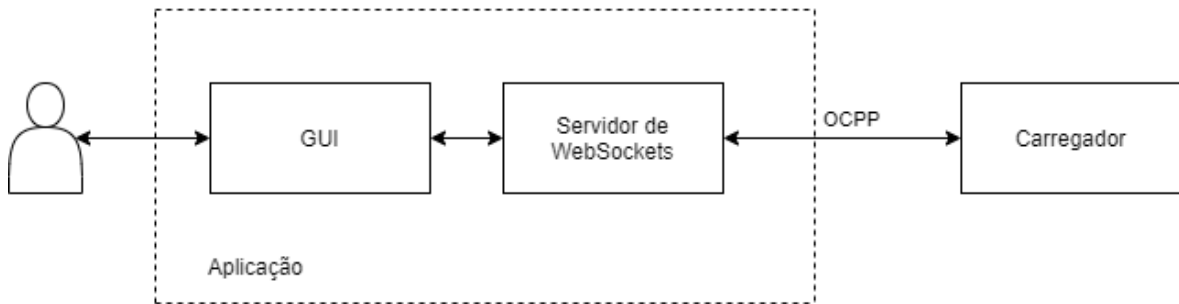 GUI
Servidor de
WebSockets
OCPP
Carregador
Aplicação